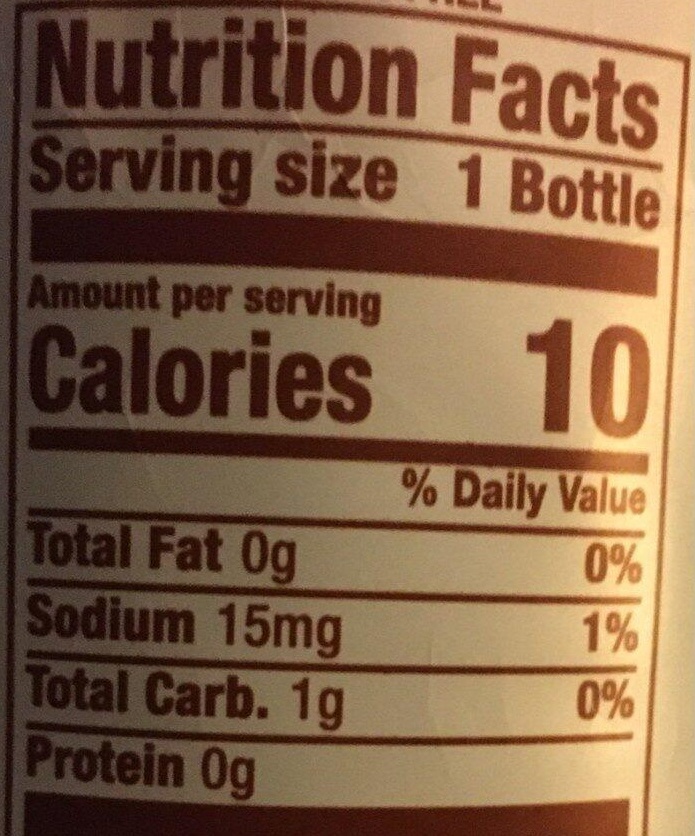 Nutrition Facts
Serving size 1 Bottle
Amount per serving
Calories 10
% Daily Value
Total Fat 0g 0%
Sodium 15mg 1%
Total Carb. 1g 0%
Protein 0g